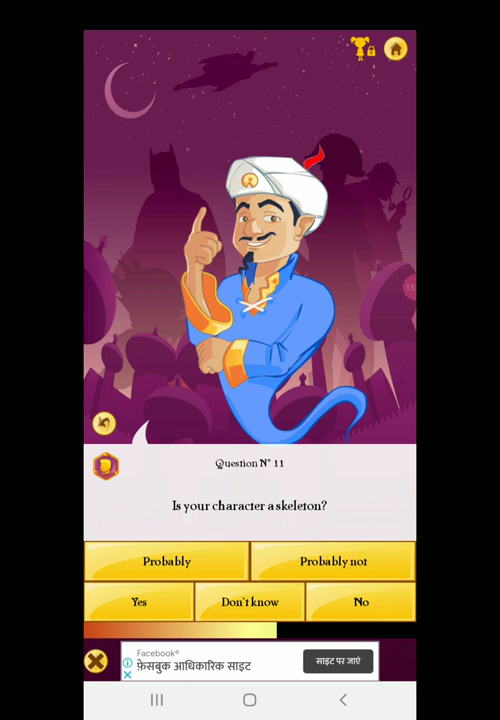 Question N° 11
Is your character a skeleton?
Probably
Probably not
Yes
Don't know
No
Facebook®
फ़ेसबुक आधिकारिक साइट
साइट पर जाएं